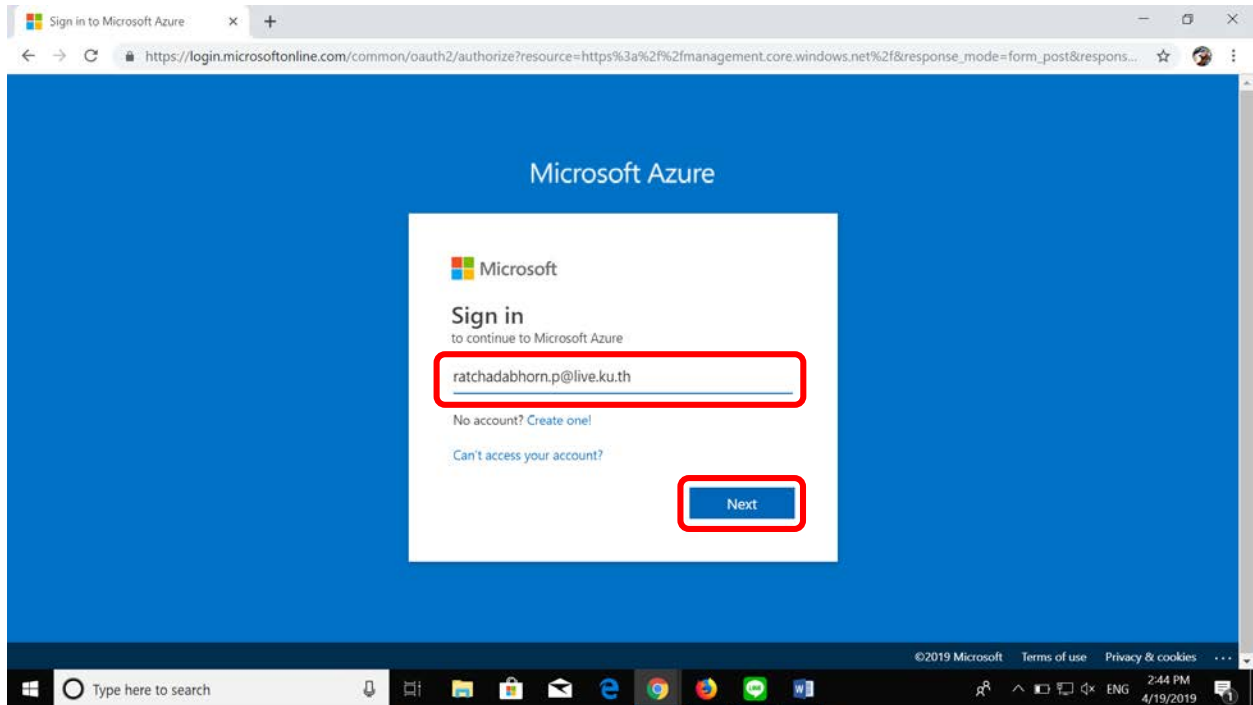 Sign in to Microsoft Azure
https://login.microsoftonline.com/common/oauth2/authorize?resource=https%3a%2f%2fmanagement.core.windows.net%2f&response_mode=form_post&respons...
Microsoft Azure
Microsoft
Sign in
to continue to Microsoft Azure
ratchadabhorn.p@live.ku.th
No account? Create one!
Can't access your account?
Next
©2019 Microsoft Terms of use Privacy & cookies ...
Type here to search
ENG
2:44 PM
4/19/2019
1